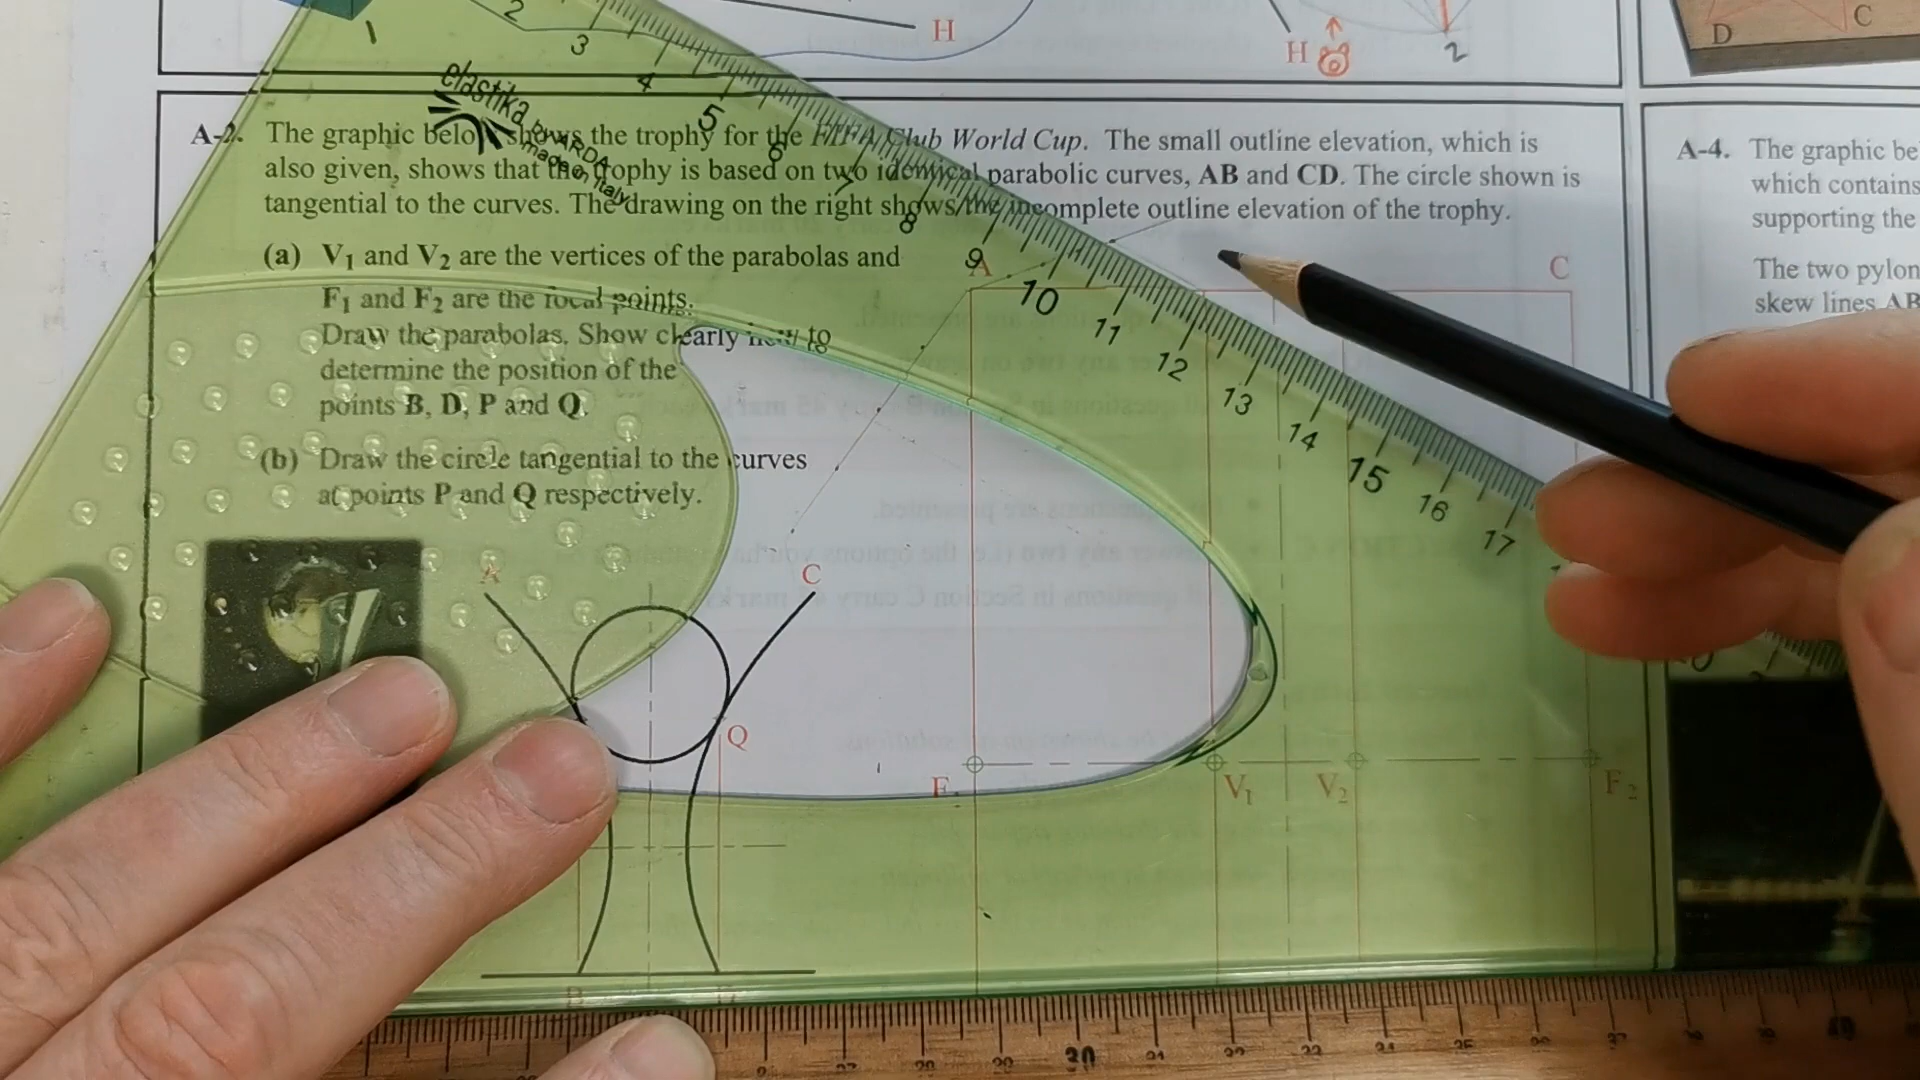 H
H
2
D
C
1
2
3
4
5
6
7
8
9
10
11
12
13
14
15
16
17
elastika
by ARDA
made in Italy
A-2. The graphic below shows the trophy for the FIFA Club World Cup. The small outline elevation, which is
also given, shows that the trophy is based on two identical parabolic curves, AB and CD. The circle shown is
tangential to the curves. The drawing on the right shows the incomplete outline elevation of the trophy.
(a) V1 and V2 are the vertices of the parabolas and
F1 and F2 are the focal points.
Draw the parabolas. Show clearly how to
determine the position of the
points B, D, P and Q.
(b) Draw the circle tangential to the curves
at points P and Q respectively.
A
C
Q
A
C
F
V1
V2
F2
A-4. The graphic be
which contains
supporting the
The two pylon
skew lines AB